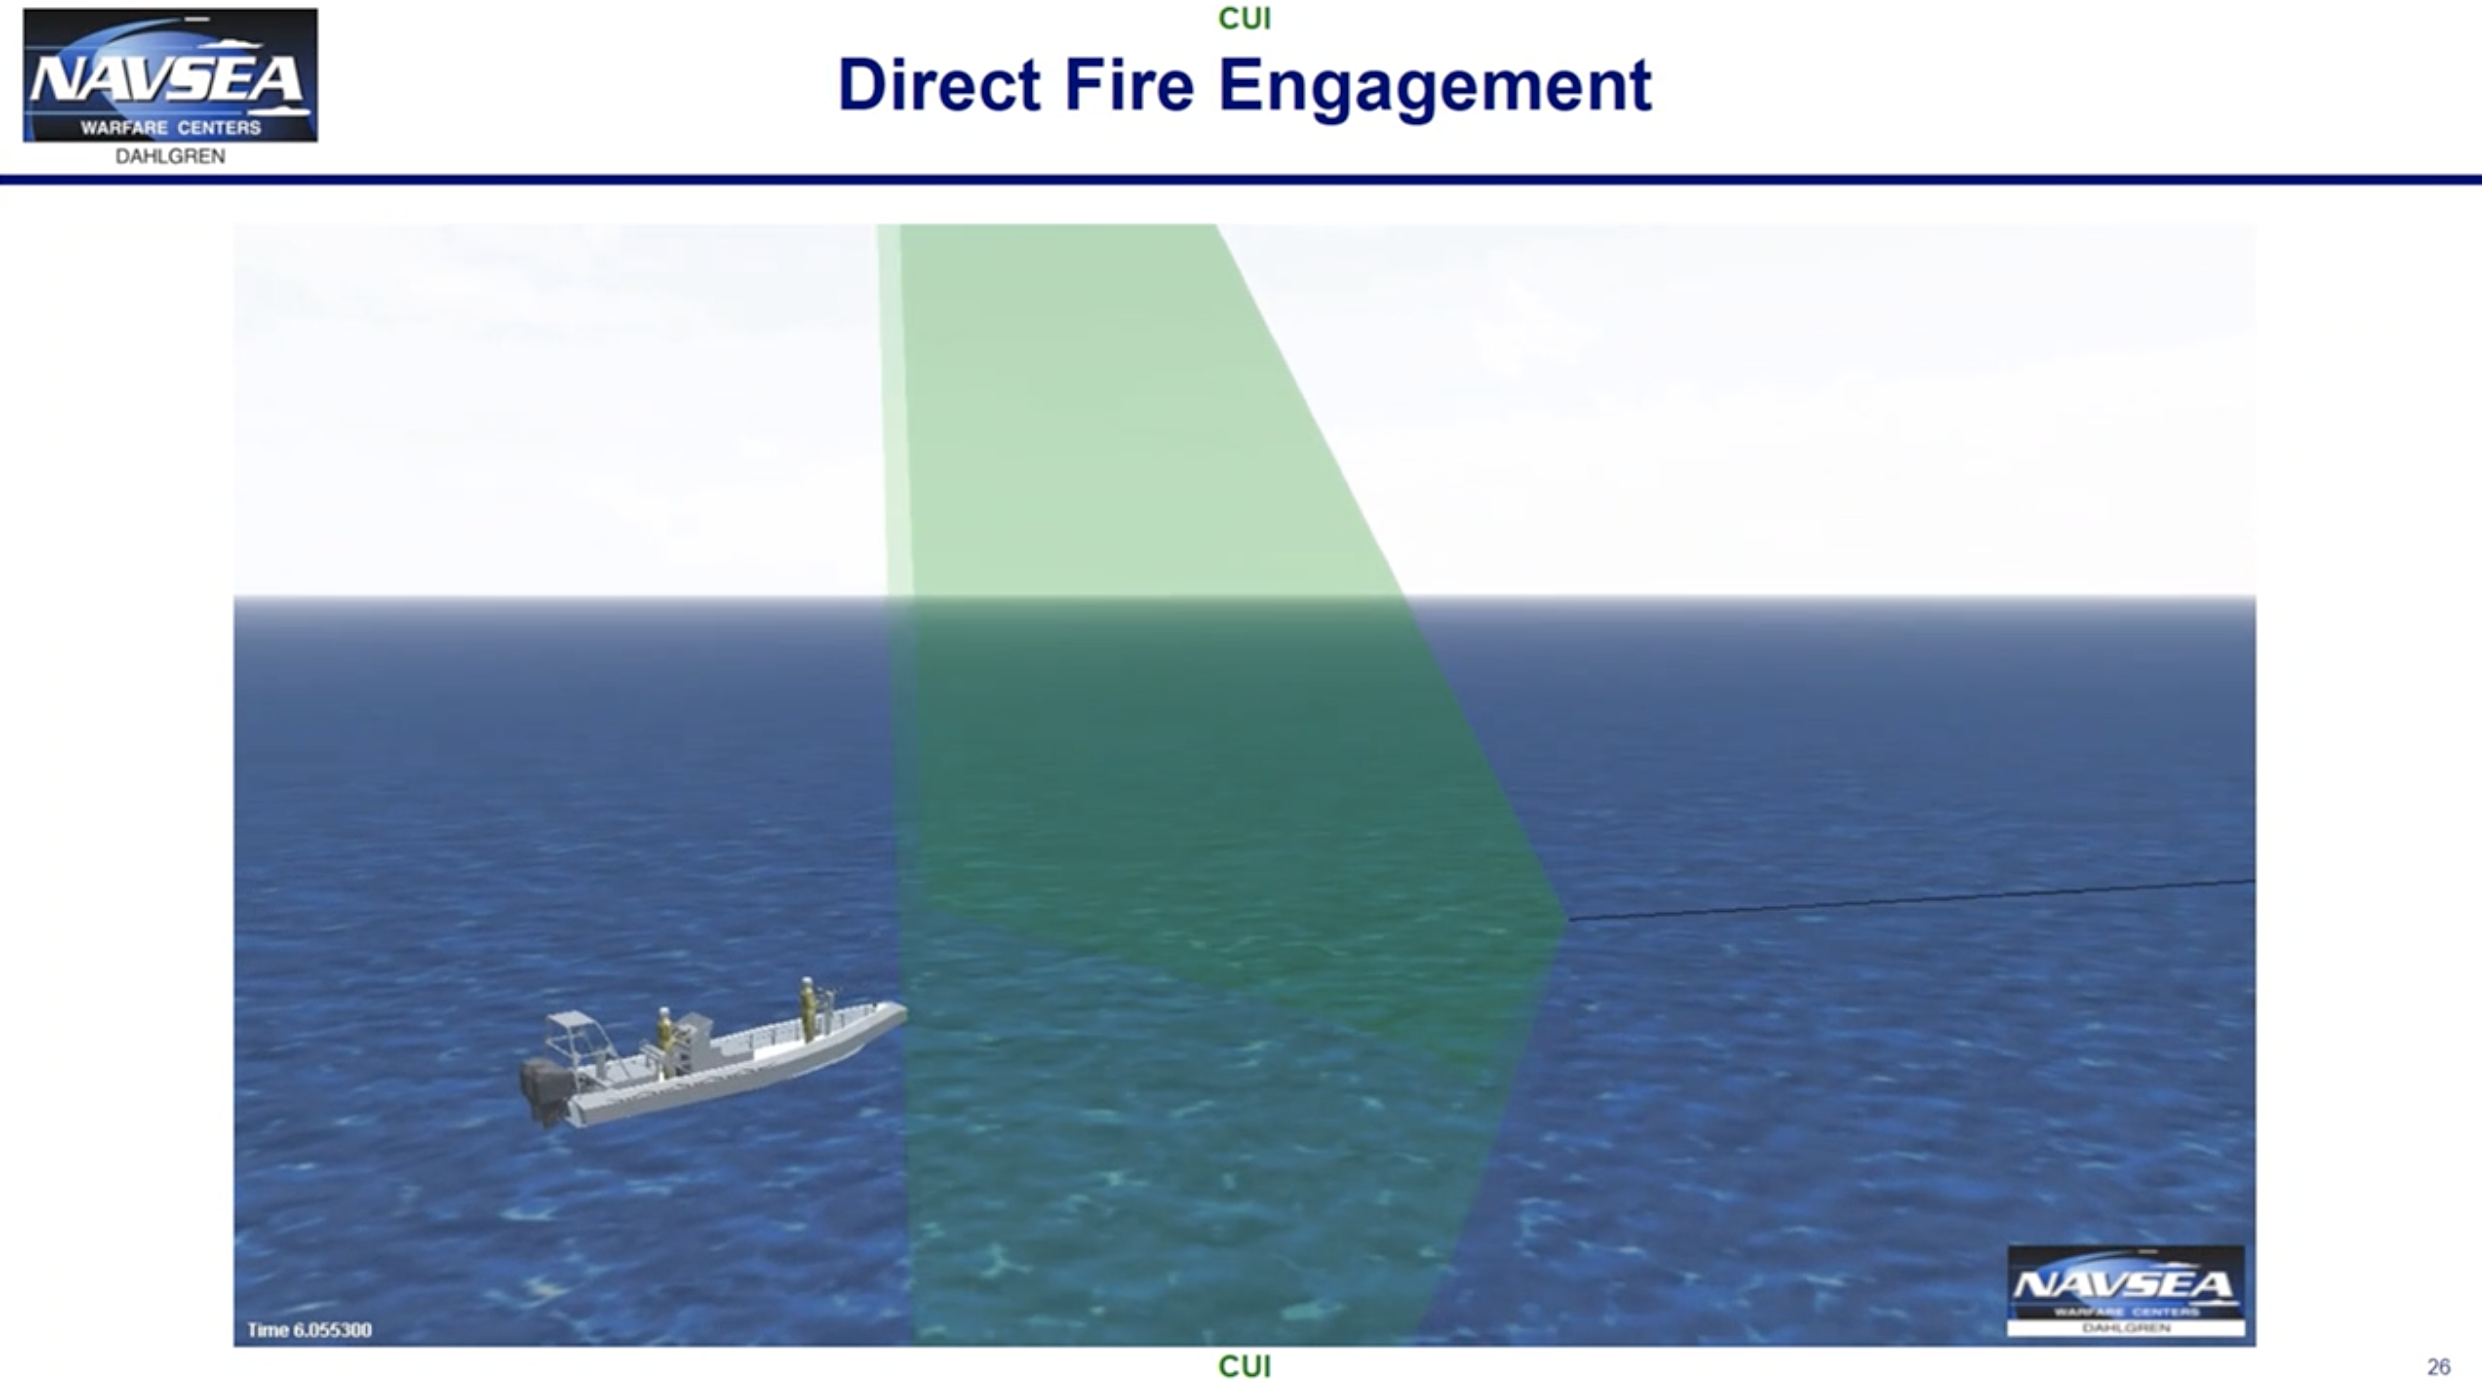 CUI
NAVSEA
WARFARE CENTERS
DAHLGREN
Direct Fire Engagement
Time 6.055300
NAVSEA
WARFARE CENTERS
DAHLGREN
CUI
26